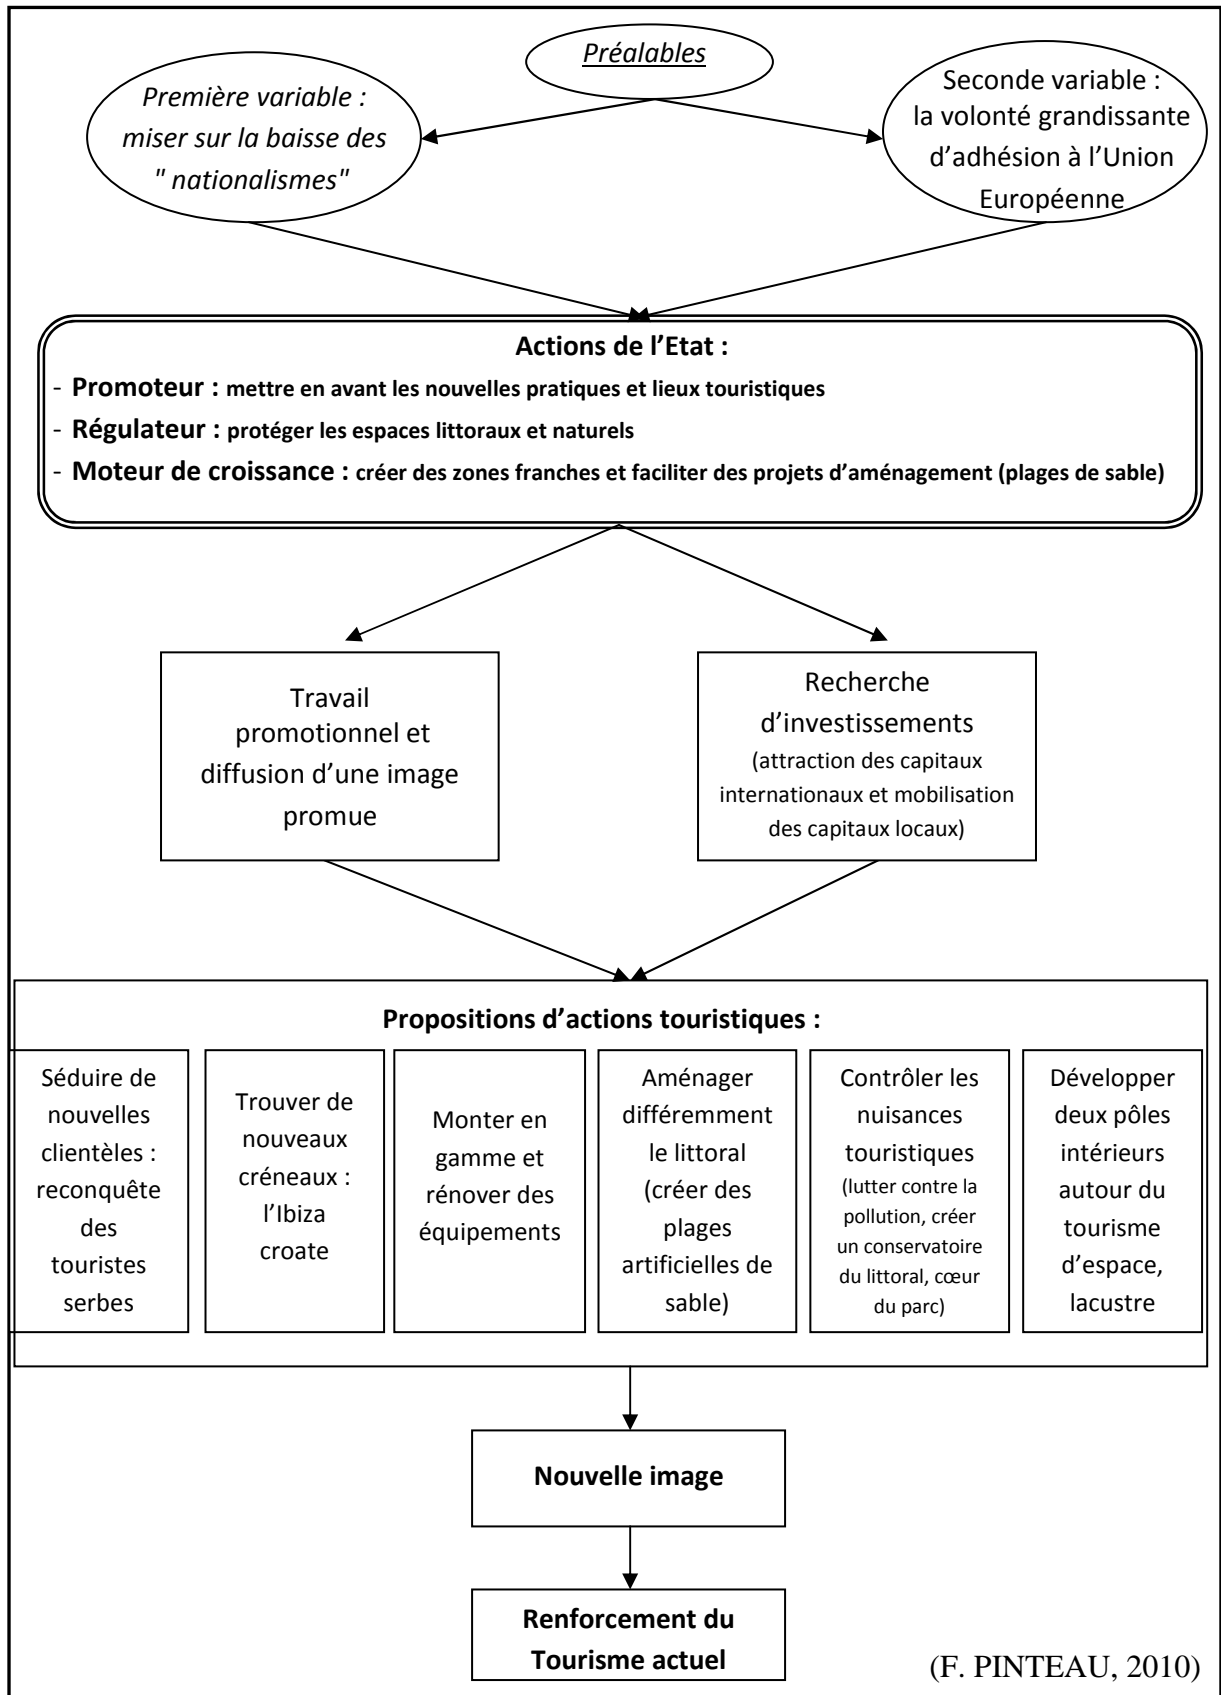 Préalables
Première variable :
miser sur la baisse des
" nationalismes"
Seconde variable :
la volonté grandissante
d’adhésion à l’Union
Européenne
Actions de l’Etat :
- Promoteur : mettre en avant les nouvelles pratiques et lieux touristiques
- Régulateur : protéger les espaces littoraux et naturels
- Moteur de croissance : créer des zones franches et faciliter des projets d’aménagement (plages de sable)
Travail
promotionnel et
diffusion d’une image
promue
Recherche
d’investissements
(attraction des capitaux
internationaux et mobilisation
des capitaux locaux)
Propositions d’actions touristiques :
Séduire de
nouvelles
clientèles :
reconquête
des
touristes
serbes
Trouver de
nouveaux
créneaux :
l’Ibiza
croate
Monter en
gamme et
rénover des
équipements
Aménager
différemment
le littoral
(créer des
plages
artificielles de
sable)
Contrôler les
nuisances
touristiques
(lutter contre la
pollution, créer
un conservatoire
du littoral, cœur
du parc)
Développer
deux pôles
intérieurs
autour du
tourisme
d’espace,
lacustre
Nouvelle image
Renforcement du
Tourisme actuel
(F. PINTEAU, 2010)